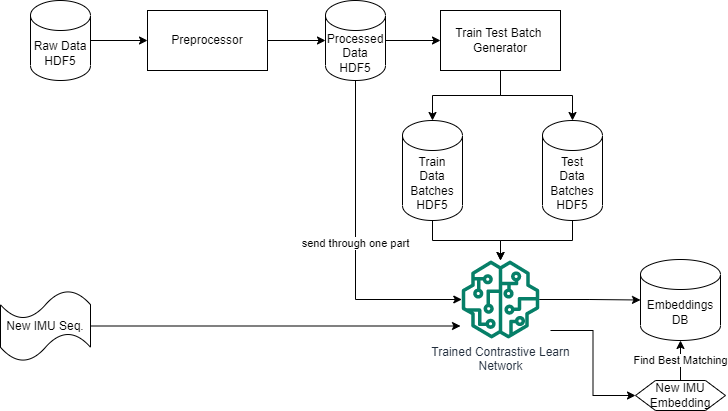 Raw Data
HDF5
Preprocessor
Processed
Data
HDF5
Train Test Batch
Generator
Train
Data
Batches
HDF5
Test
Data
Batches
HDF5
send through one part
New IMU Seq.
Trained Contrastive Learn
Network
Embeddings
DB
Find Best Matching
New IMU
Embedding